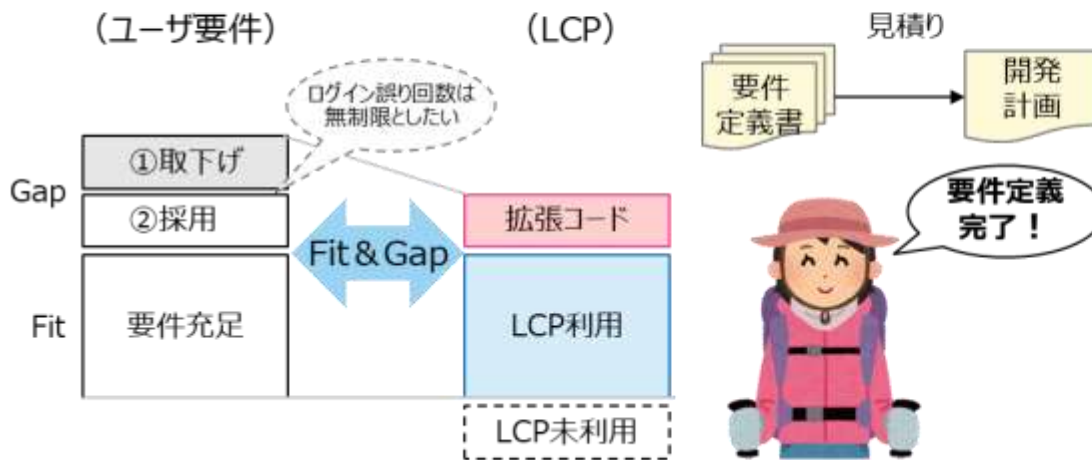 (ユーザ要件)
(LCP)
ログイン誤り回数は
無制限としたい
Gap
①取下げ
②採用
Fit & Gap
拡張コード
Fit
要件充足
LCP利用
LCP未利用
見積り
要件
定義書
開発
計画
要件定義
完了！